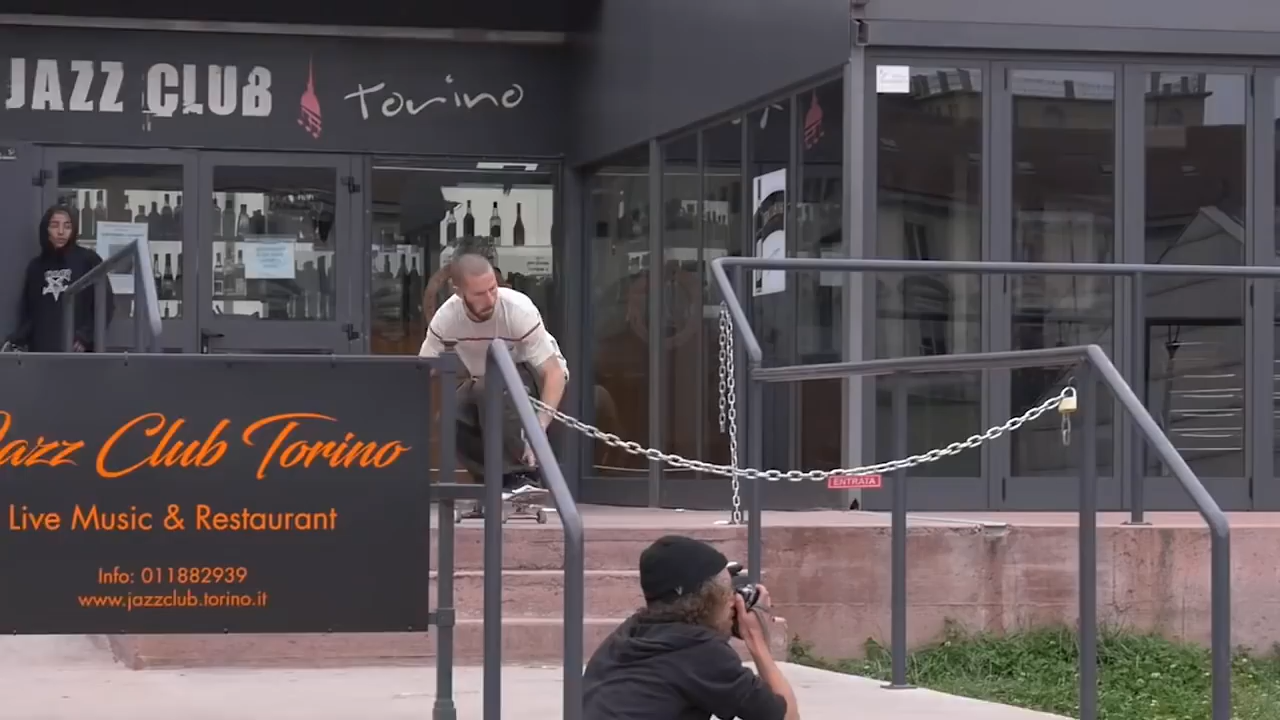 JAZZ CLUB Torino
Jazz Club Torino
Live Music & Restaurant
Info: 011882939
www.jazzclub.torino.it
ENTRATA